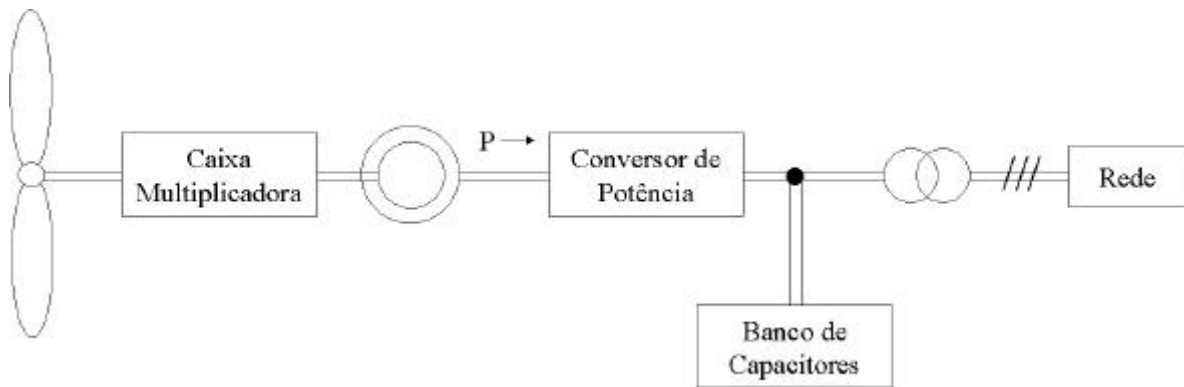 Caixa
Multiplicadora
P
Conversor de
Potência
Rede
Banco de
Capacitores